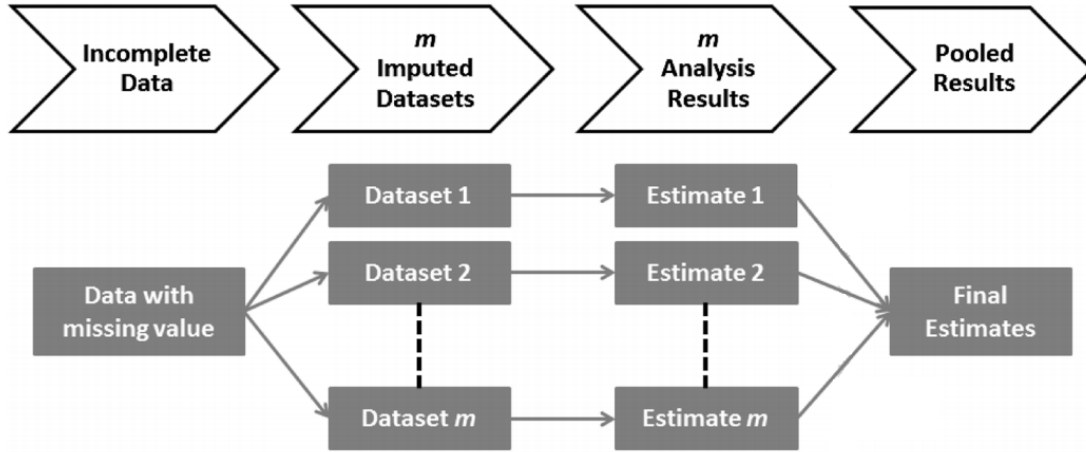 Incomplete
Data
m
Imputed
Datasets
m
Analysis
Results
Pooled
Results
Dataset 1
Estimate 1
Dataset 2
Estimate 2
Data with
missing value
Final
Estimates
Dataset m
Estimate m